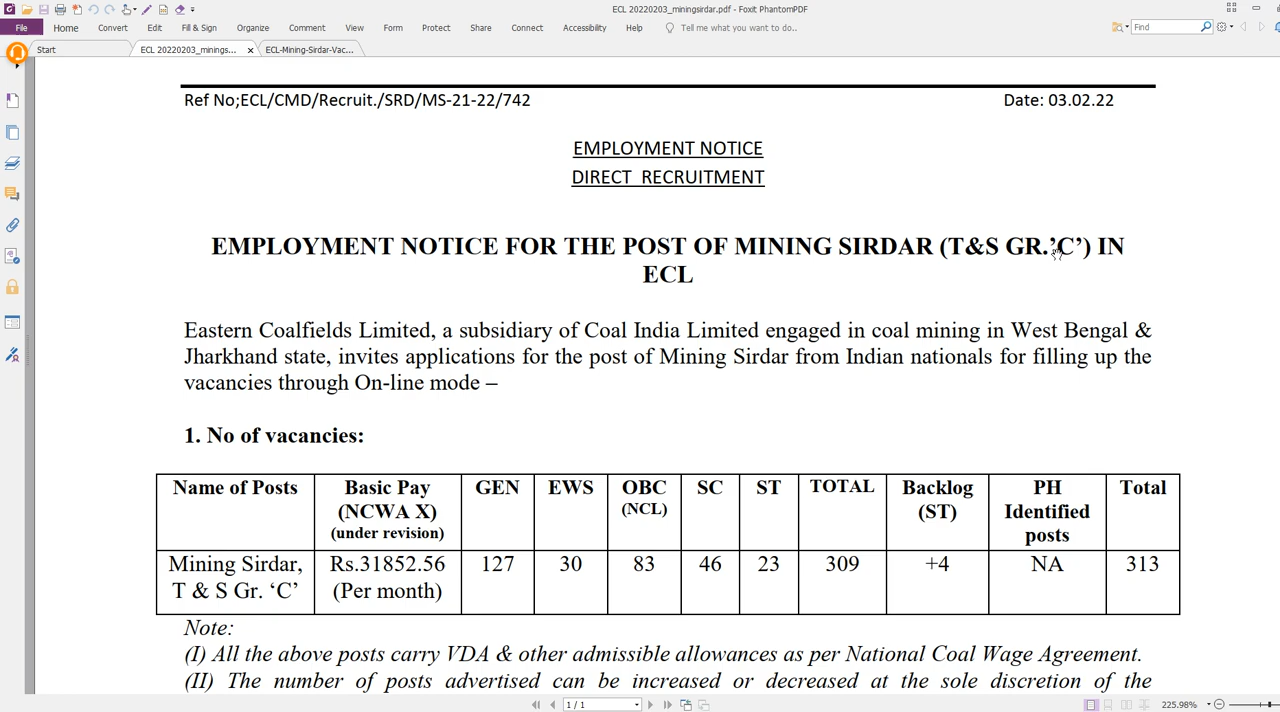 ECL 20220203_miningsirdar.pdf - Foxit PhantomPDF
File Home Convert Edit Fill & Sign Organize Comment View Form Protect Share Connect Accessibility Help Tell me what you want to do.. Find
Start ECL 20220203_minings... × ECL-Mining-Sirdar-Vac...
Ref No;ECL/CMD/Recruit./SRD/MS-21-22/742 Date: 03.02.22
EMPLOYMENT NOTICE
DIRECT RECRUITMENT
EMPLOYMENT NOTICE FOR THE POST OF MINING SIRDAR (T&S GR.’C’) IN
ECL
Eastern Coalfields Limited, a subsidiary of Coal India Limited engaged in coal mining in West Bengal &
Jharkhand state, invites applications for the post of Mining Sirdar from Indian nationals for filling up the
vacancies through On-line mode –
1. No of vacancies:
Name of Posts Basic Pay GEN EWS OBC SC ST TOTAL Backlog PH Total
(NCWA X) (NCL) (ST) Identified
(under revision) posts
Mining Sirdar, Rs.31852.56 127 30 83 46 23 309 +4 NA 313
T & S Gr. ‘C’ (Per month)
Note:
(I) All the above posts carry VDA & other admissible allowances as per National Coal Wage Agreement.
(II) The number of posts advertised can be increased or decreased at the sole discretion of the
1 / 1 225.98%